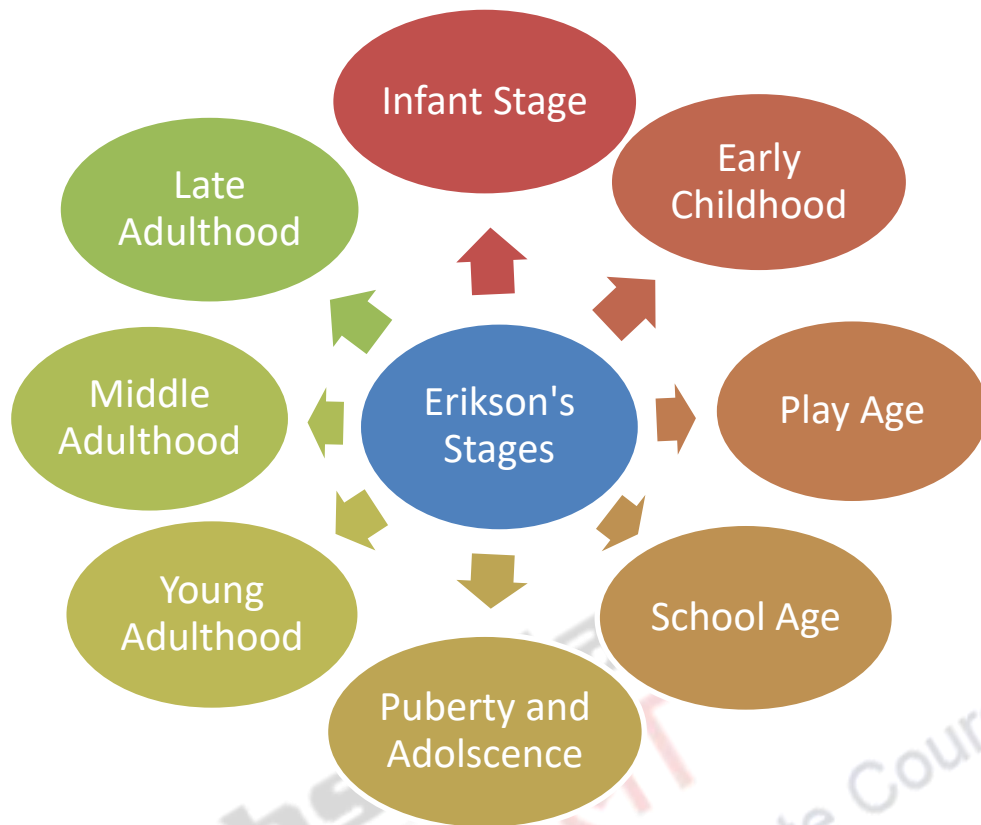 Infant Stage
Early
Childhood
Play Age
School Age
Puberty and
Adolscence
Young
Adulthood
Middle
Adulthood
Late
Adulthood
Erikson's
Stages